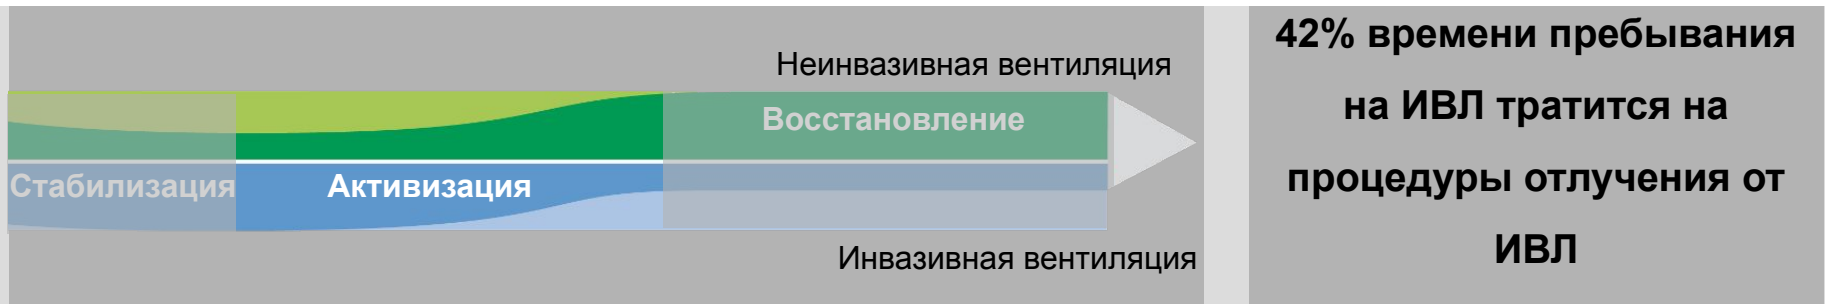 Неинвазивная вентиляция
Восстановление
Стабилизация
Активизация
Инвазивная вентиляция
42% времени пребывания
на ИВЛ тратится на
процедуры отлучения от
ИВЛ